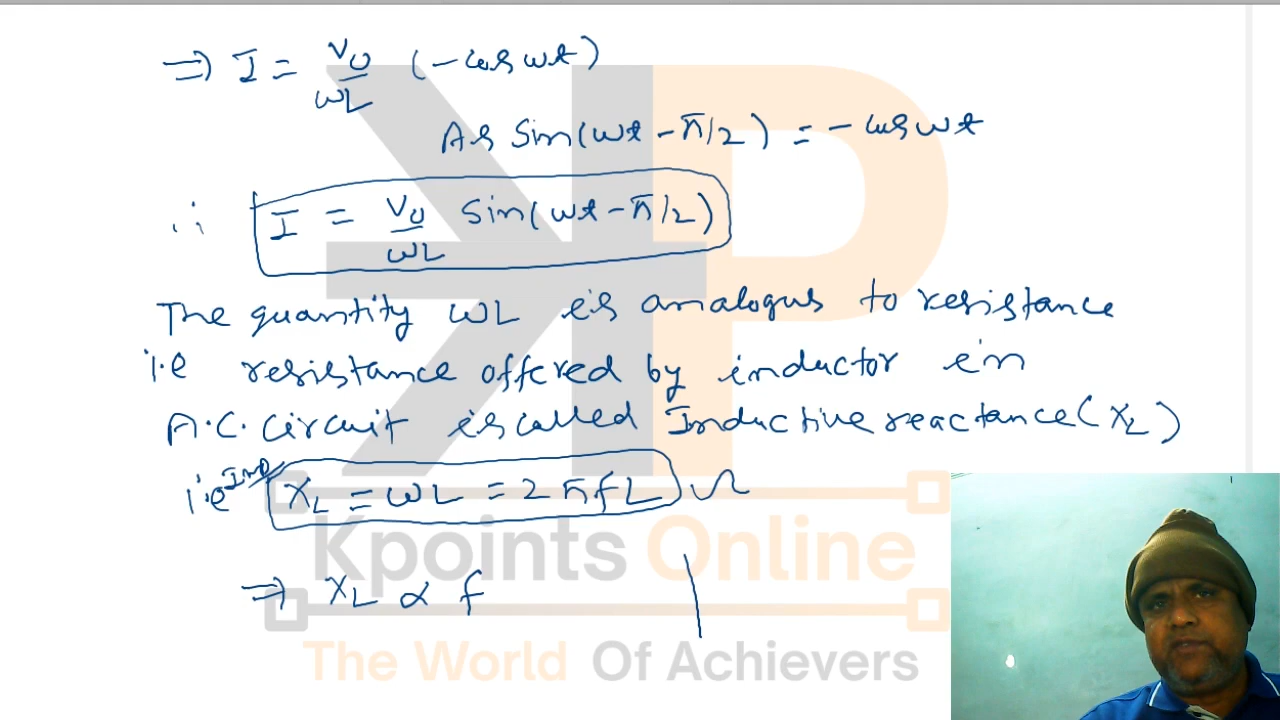 ⇒ I = V₀/ωL (-cos ωt)
As Sin(ωt - π/2) = - cos ωt
∴ I = V₀/ωL Sin(ωt - π/2)
The quantity ωL is analogus to resistance
i.e resistance offered by inductor in
A.C. circuit is called Inductive reactance (X_L)
i.e Imp X_L = ωL = 2πfL Ω
Kpoints Online
⇒ X_L ∝ f
The World Of Achievers